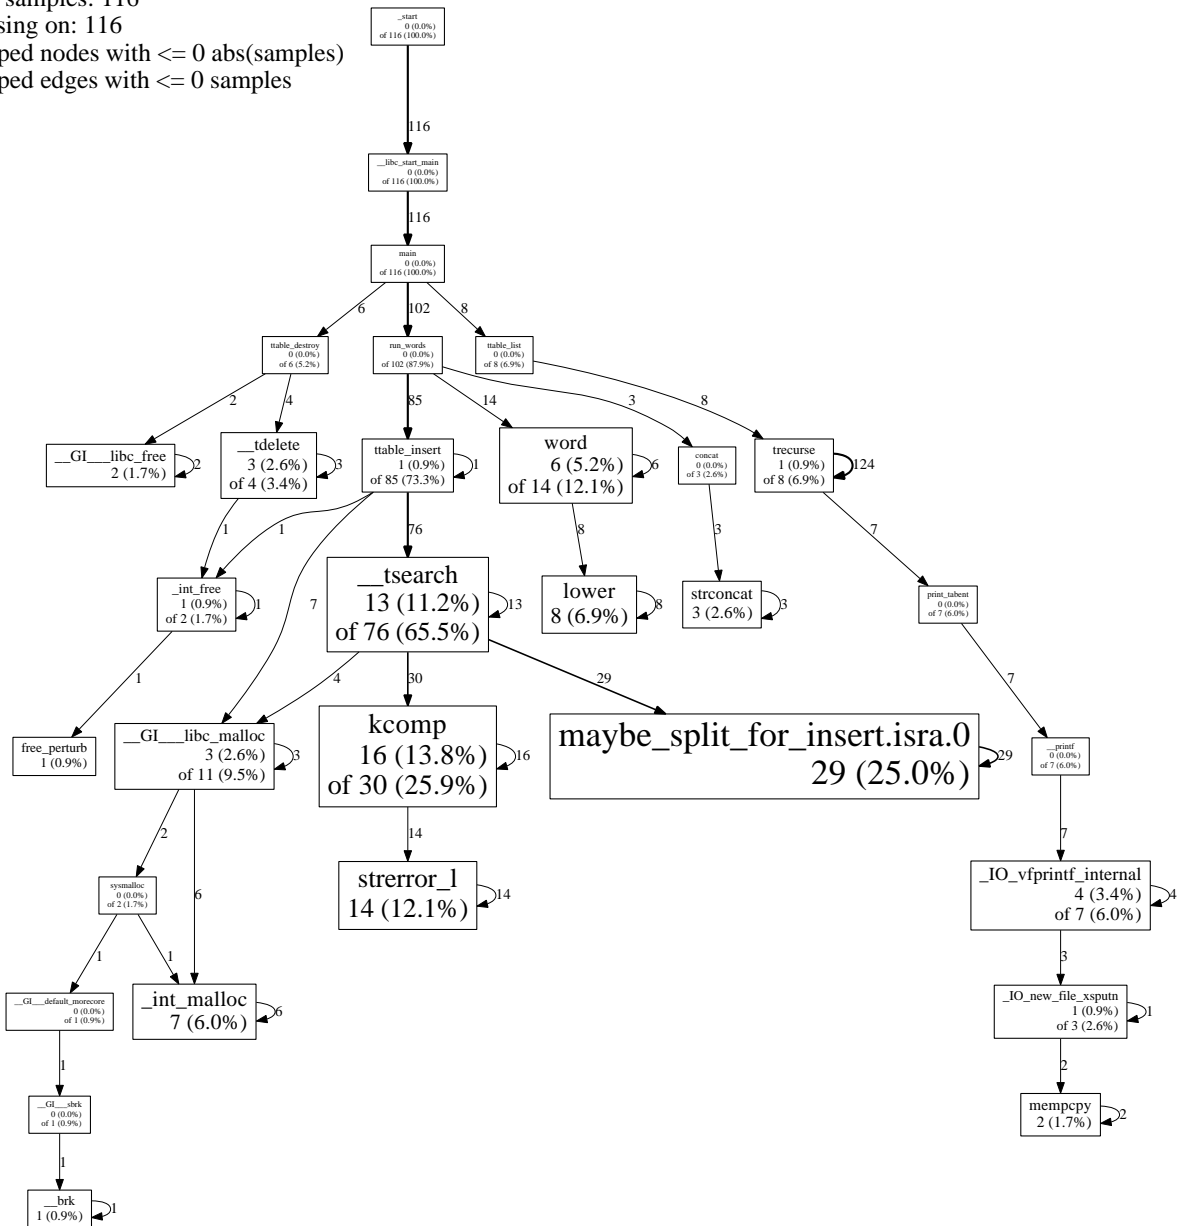 samples: 116
sing on: 116
ped nodes with <= 0 abs(samples)
ped edges with <= 0 samples
_start
0 (0.0%)
of 116 (100.0%)
116
__libc_start_main
0 (0.0%)
of 116 (100.0%)
116
main
0 (0.0%)
of 116 (100.0%)
6
102
8
ttable_destroy
0 (0.0%)
of 6 (5.2%)
run_words
0 (0.0%)
of 102 (87.9%)
ttable_list
0 (0.0%)
of 8 (6.9%)
2
4
85
14
3
8
__GI___libc_free
2 (1.7%)
2
__tdelete
3 (2.6%)
of 4 (3.4%)
3
ttable_insert
1 (0.9%)
of 85 (73.3%)
1
word
6 (5.2%)
of 14 (12.1%)
6
concat
0 (0.0%)
of 3 (2.6%)
trecurse
1 (0.9%)
of 8 (6.9%)
124
1
1
76
8
3
7
_int_free
1 (0.9%)
of 2 (1.7%)
1
7
__tsearch
13 (11.2%)
of 76 (65.5%)
13
lower
8 (6.9%)
8
strconcat
3 (2.6%)
3
print_tabent
0 (0.0%)
of 7 (6.0%)
1
4
30
29
7
free_perturb
1 (0.9%)
__GI___libc_malloc
3 (2.6%)
of 11 (9.5%)
3
kcomp
16 (13.8%)
of 30 (25.9%)
16
maybe_split_for_insert.isra.0
29 (25.0%)
29
__printf
0 (0.0%)
of 7 (6.0%)
2
6
14
7
sysmalloc
0 (0.0%)
of 2 (1.7%)
strerror_l
14 (12.1%)
14
_IO_vfprintf_internal
4 (3.4%)
of 7 (6.0%)
4
1
1
3
__GI___default_morecore
0 (0.0%)
of 1 (0.9%)
_int_malloc
7 (6.0%)
6
_IO_new_file_xsputn
1 (0.9%)
of 3 (2.6%)
1
1
2
__GI___sbrk
0 (0.0%)
of 1 (0.9%)
mempcpy
2 (1.7%)
2
1
__brk
1 (0.9%)
1